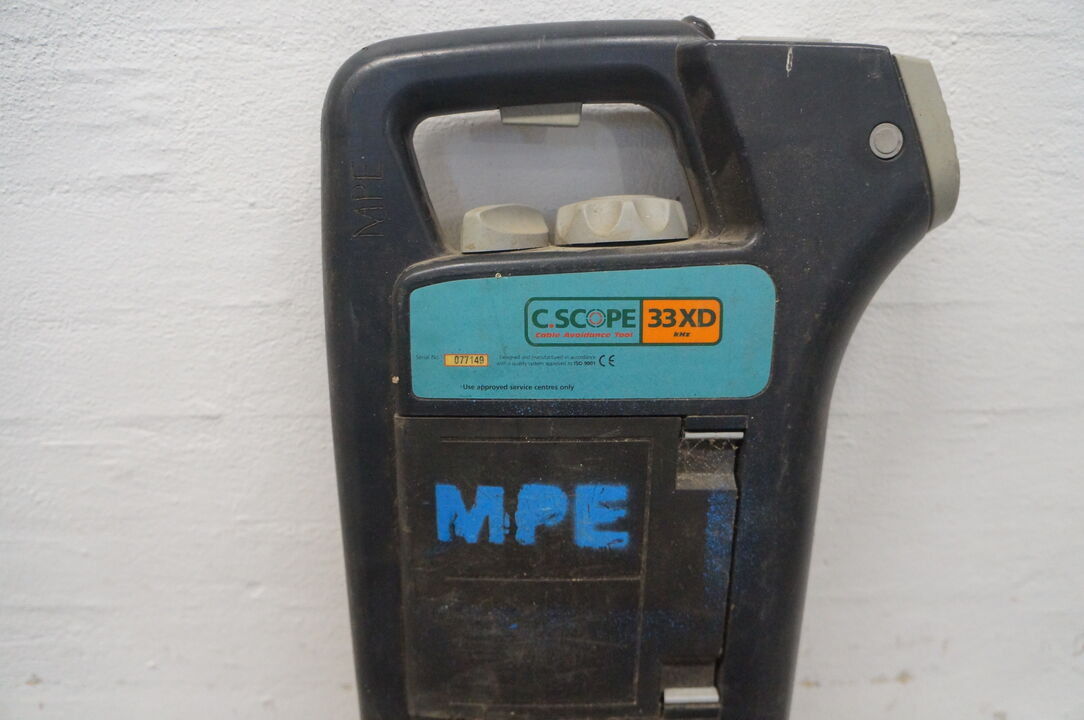 MPE
C.SCOPE 33XD
Cable Avoidance Tool kHz
Serial No. 077149 Designed and manufactured in accordance
with a quality system approved to ISO 9001 CE
Use approved service centres only
MPE